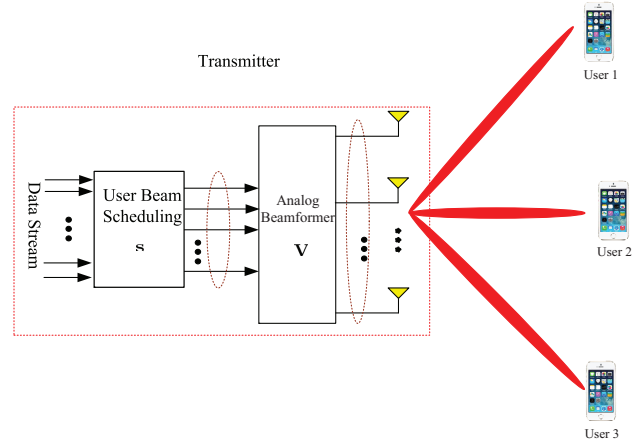 Transmitter
User 1
Data Stream
User Beam
Scheduling
s
Analog
Beamformer
V
User 2
User 3